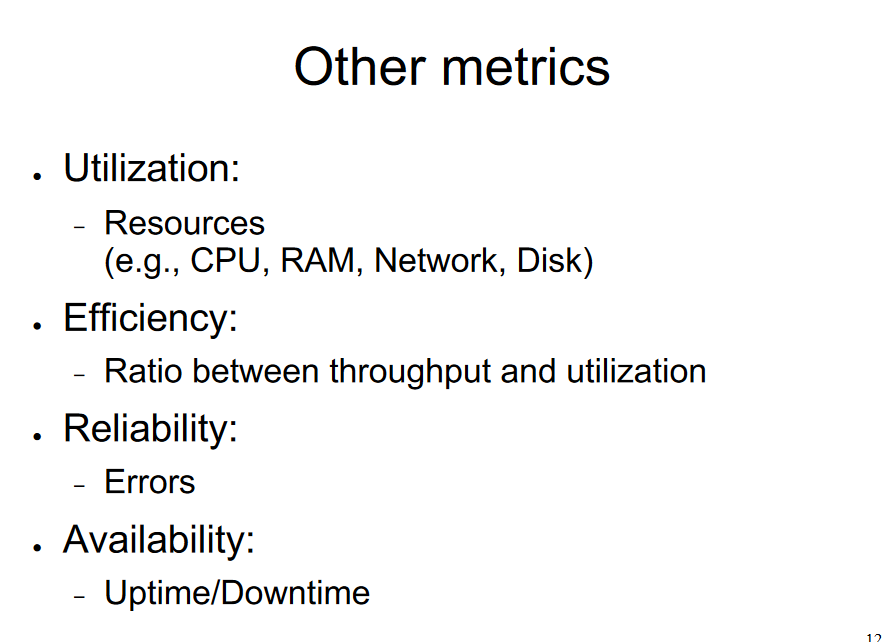 Other metrics
• Utilization:
– Resources
(e.g., CPU, RAM, Network, Disk)
• Efficiency:
– Ratio between throughput and utilization
• Reliability:
– Errors
• Availability:
– Uptime/Downtime
12